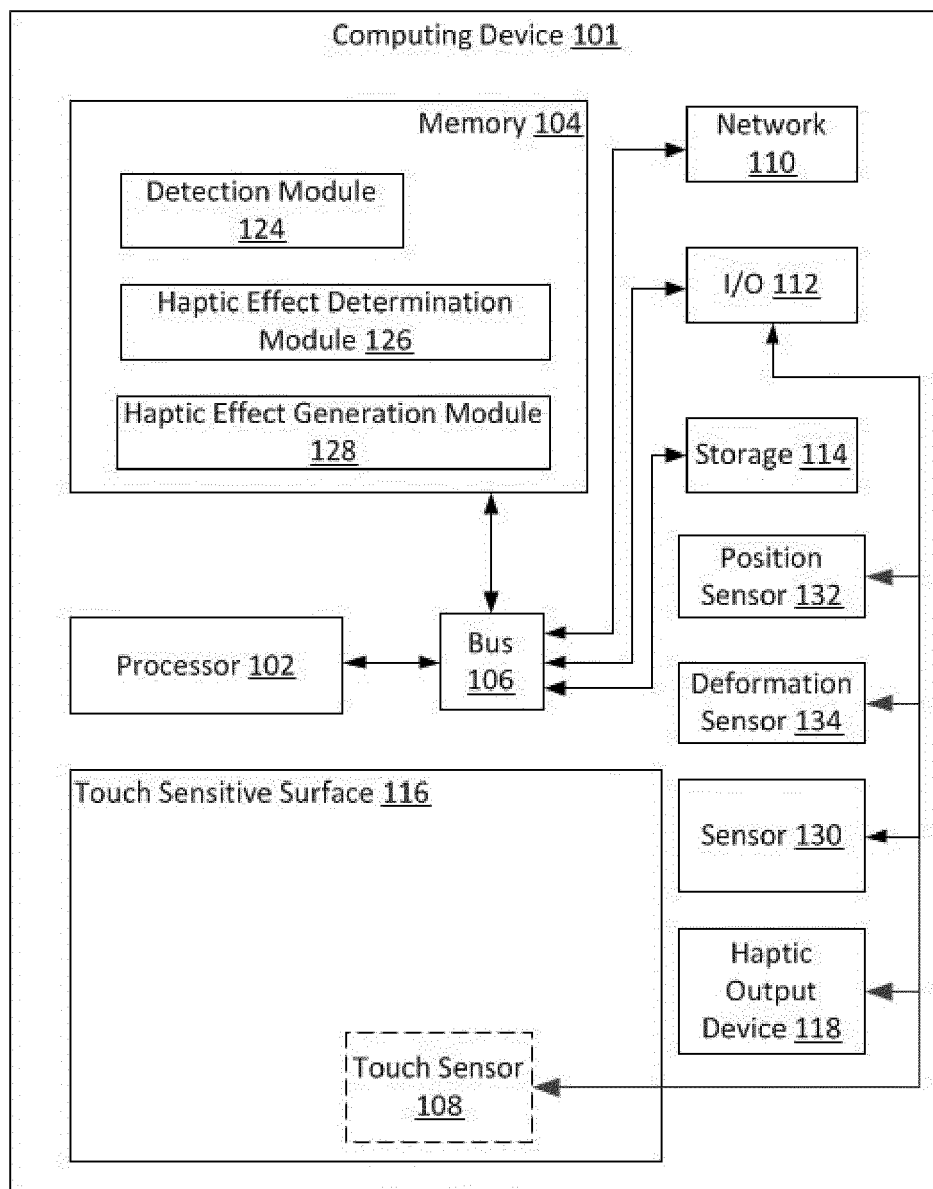 Computing Device 101
Memory 104
Detection Module
124
Haptic Effect Determination
Module 126
Haptic Effect Generation Module
128
Network
110
I/O 112
Storage 114
Position
Sensor 132
Processor 102
Bus
106
Deformation
Sensor 134
Touch Sensitive Surface 116
Sensor 130
Haptic
Output
Device 118
Touch Sensor
108